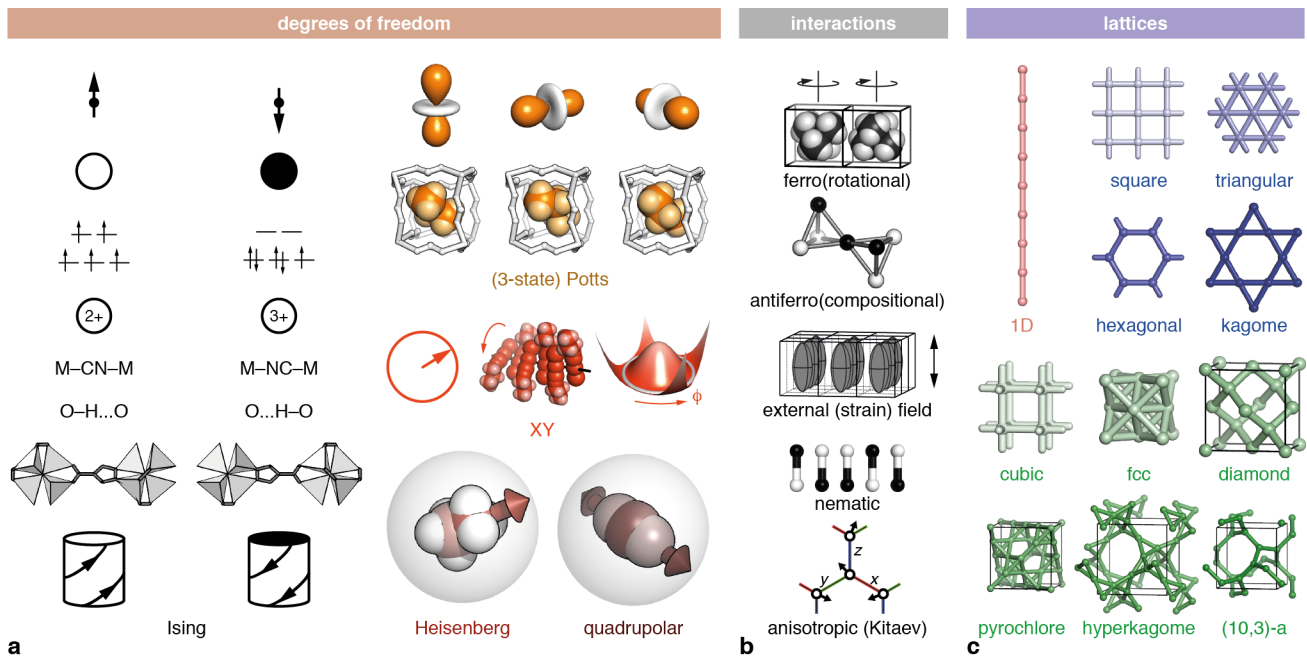 degrees of freedom
interactions
lattices
2+
3+
M–CN–M
M–NC–M
O–H...O
O...H–O
Ising
(3-state) Potts
ϕ
XY
Heisenberg
quadrupolar
a
ferro(rotational)
antiferro(compositional)
external (strain) field
nematic
z
y
x
anisotropic (Kitaev)
b
1D
square
triangular
hexagonal
kagome
cubic
fcc
diamond
pyrochlore
hyperkagome
(10,3)-a
c